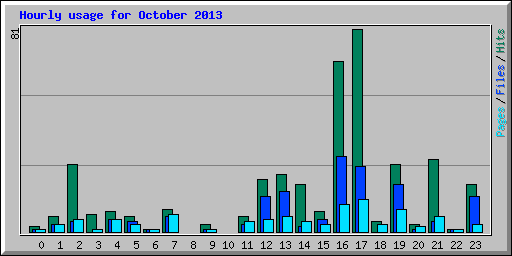 Hourly usage for October 2013
81
Pages/Files/Hits
0 1 2 3 4 5 6 7 8 9 10 11 12 13 14 15 16 17 18 19 20 21 22 23